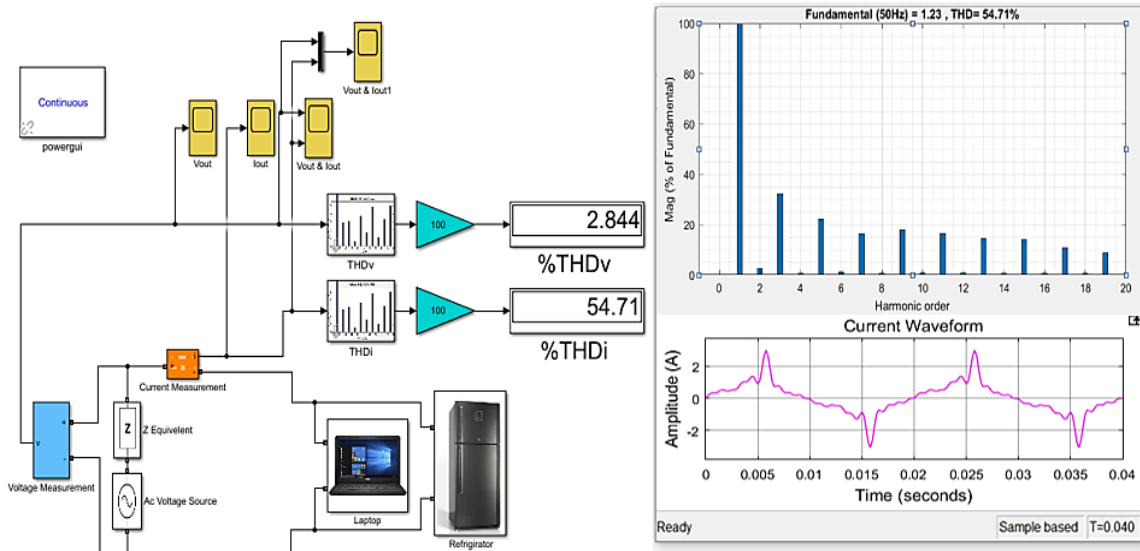 Vout & Iout1
Continuous
powergui
Vout
Iout
Vout & Iout
THDv
100
2.844
%THDv
THDi
100
54.71
%THDi
Current Measurement
v
+
-
Voltage Measurement
Z
Z Equivelent
Ac Voltage Source
Laptop
Refrigirator
Fundamental (50Hz) = 1.23 , THD= 54.71%
Mag (% of Fundamental)
100
80
60
40
20
0
0 2 4 6 8 10 12 14 16 18 20
Harmonic order
Current Waveform
Amplitude (A)
2
0
-2
0 0.005 0.01 0.015 0.02 0.025 0.03 0.035 0.04
Time (seconds)
Ready
Sample based
T=0.040